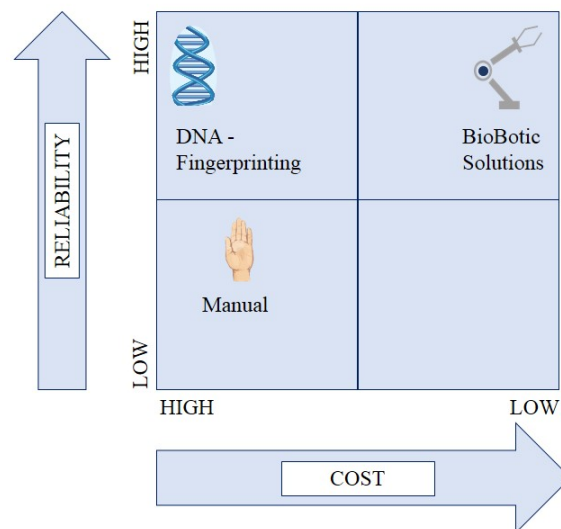 HIGH
DNA -
Fingerprinting
BioBotic
Solutions
RELIABILITY
Manual
LOW
HIGH
LOW
COST